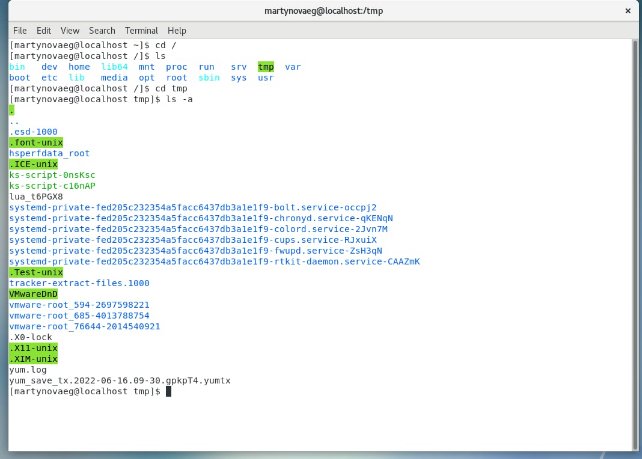 martynovaeg@localhost:/tmp
File Edit View Search Terminal Help
[martynovaeg@localhost ~]$ cd /
[martynovaeg@localhost /]$ ls
bin dev home lib64 mnt proc run srv tmp var
boot etc lib media opt root sbin sys usr
[martynovaeg@localhost /]$ cd tmp
[martynovaeg@localhost tmp]$ ls -a
.
..
.esd-1000
.font-unix
hsperfdata_root
.ICE-unix
ks-script-0nsKsc
ks-script-c16nAP
lua_t6PGX8
systemd-private-fed205c232354a5facc6437db3a1e1f9-bolt.service-occpj2
systemd-private-fed205c232354a5facc6437db3a1e1f9-chronyd.service-qKENqN
systemd-private-fed205c232354a5facc6437db3a1e1f9-colord.service-2Jvn7M
systemd-private-fed205c232354a5facc6437db3a1e1f9-cups.service-RJxuiX
systemd-private-fed205c232354a5facc6437db3a1e1f9-fwupd.service-ZsH3qN
systemd-private-fed205c232354a5facc6437db3a1e1f9-rtkit-daemon.service-CAAZmK
.Test-unix
tracker-extract-files.1000
VMwareDnD
vmware-root_594-2697598221
vmware-root_685-4013788754
vmware-root_76644-2014540921
.X0-lock
.X11-unix
.XIM-unix
yum.log
yum_save_tx.2022-06-16.09-30.gpkpT4.yumtx
[martynovaeg@localhost tmp]$